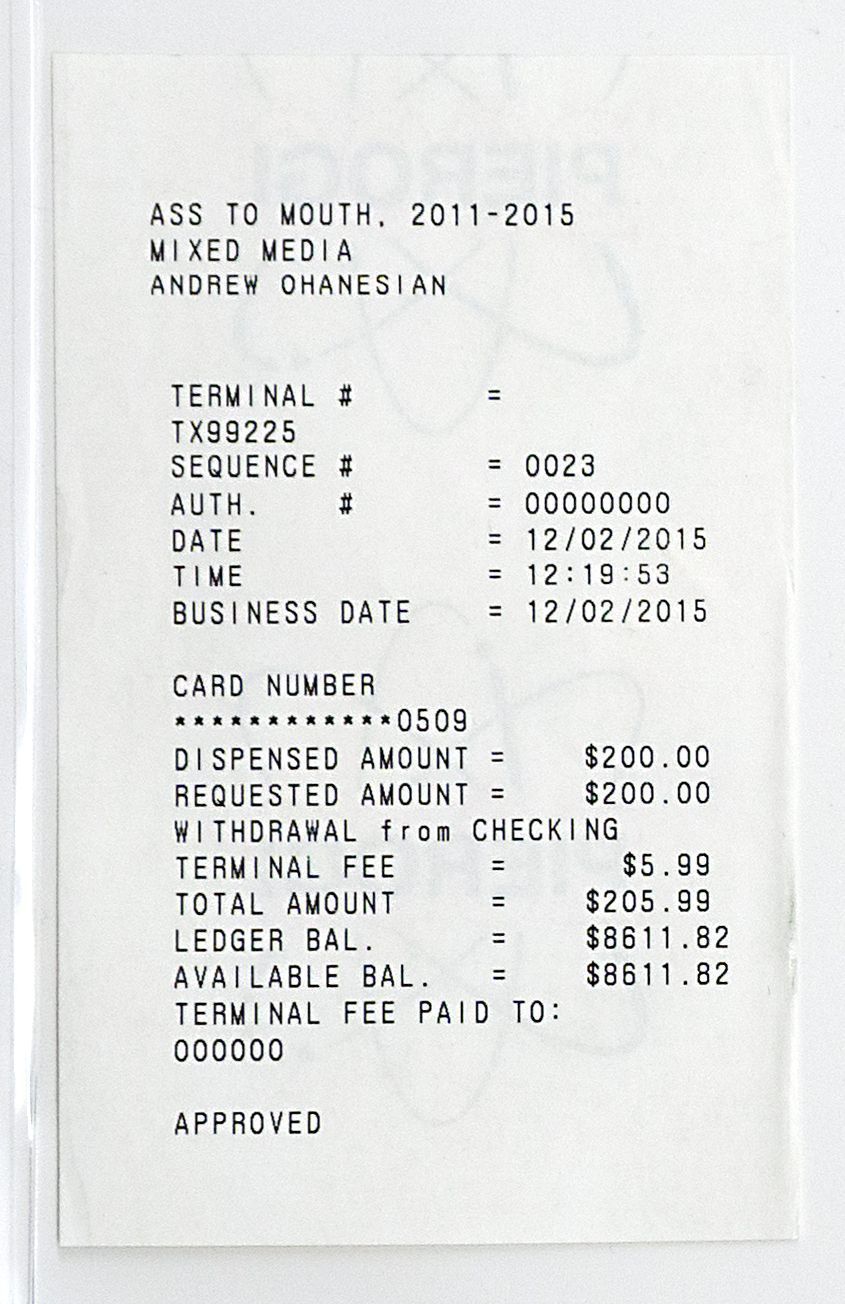 ASS TO MOUTH, 2011-2015
MIXED MEDIA
ANDREW OHANESIAN
TERMINAL # =
TX99225
SEQUENCE # = 0023
AUTH. # = 00000000
DATE = 12/02/2015
TIME = 12:19:53
BUSINESS DATE = 12/02/2015
CARD NUMBER
************0509
DISPENSED AMOUNT = $200.00
REQUESTED AMOUNT = $200.00
WITHDRAWAL from CHECKING
TERMINAL FEE = $5.99
TOTAL AMOUNT = $205.99
LEDGER BAL. = $8611.82
AVAILABLE BAL. = $8611.82
TERMINAL FEE PAID TO:
000000
APPROVED